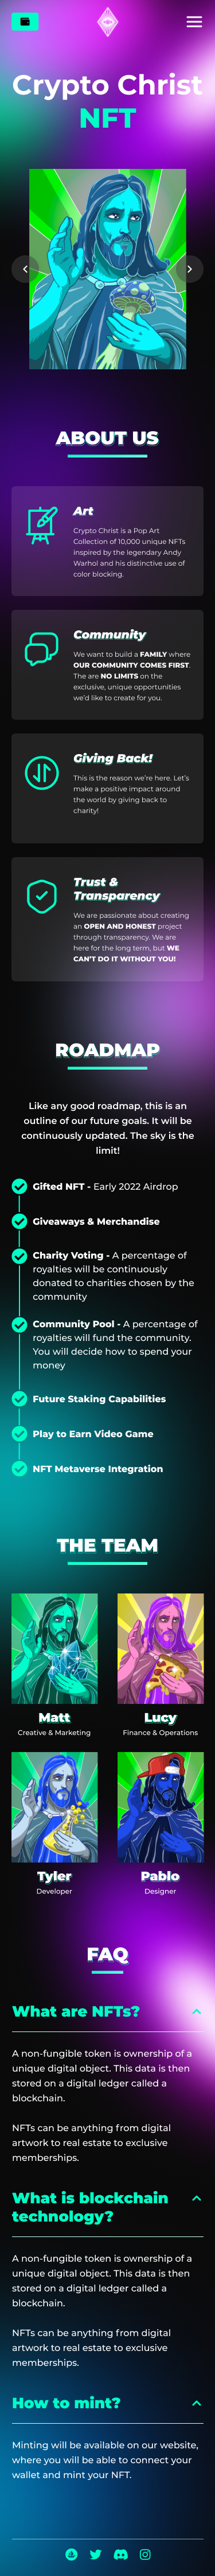 Crypto Christ
NFT
ABOUT US
Art
Crypto Christ is a Pop Art
Collection of 10,000 unique NFTs
inspired by the legendary Andy
Warhol and his distinctive use of
color blocking.
Community
We want to build a FAMILY where
OUR COMMUNITY COMES FIRST.
The are NO LIMITS on the
exclusive, unique opportunities
we'd like to create for you.
Giving Back!
This is the reason we're here. Let's
make a positive impact around
the world by giving back to
charity!
Trust &
Transparency
We are passionate about creating
an OPEN AND HONEST project
through transparency. We are
here for the long term, but WE
CAN'T DO IT WITHOUT YOU!
ROADMAP
Like any good roadmap, this is an
outline of our future goals. It will be
continuously updated. The sky is the
limit!
Gifted NFT - Early 2022 Airdrop
Giveaways & Merchandise
Charity Voting - A percentage of
royalties will be continuously
donated to charities chosen by the
community
Community Pool - A percentage of
royalties will fund the community.
You will decide how to spend your
money
Future Staking Capabilities
Play to Earn Video Game
NFT Metaverse Integration
THE TEAM
Matt
Creative & Marketing
Lucy
Finance & Operations
Tyler
Developer
Pablo
Designer
FAQ
What are NFTs?
A non-fungible token is ownership of a
unique digital object. This data is then
stored on a digital ledger called a
blockchain.
NFTs can be anything from digital
artwork to real estate to exclusive
memberships.
What is blockchain
technology?
A non-fungible token is ownership of a
unique digital object. This data is then
stored on a digital ledger called a
blockchain.
NFTs can be anything from digital
artwork to real estate to exclusive
memberships.
How to mint?
Minting will be available on our website,
where you will be able to connect your
wallet and mint your NFT.